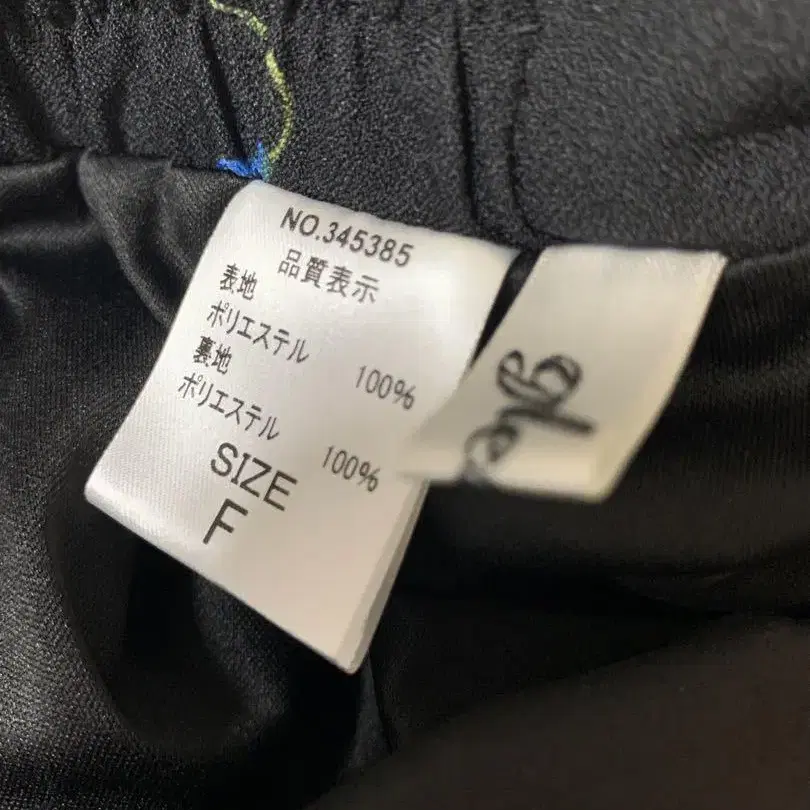 NO.345385
品質表示
表地
ポリエステル 100%
裏地
ポリエステル 100%
SIZE
F